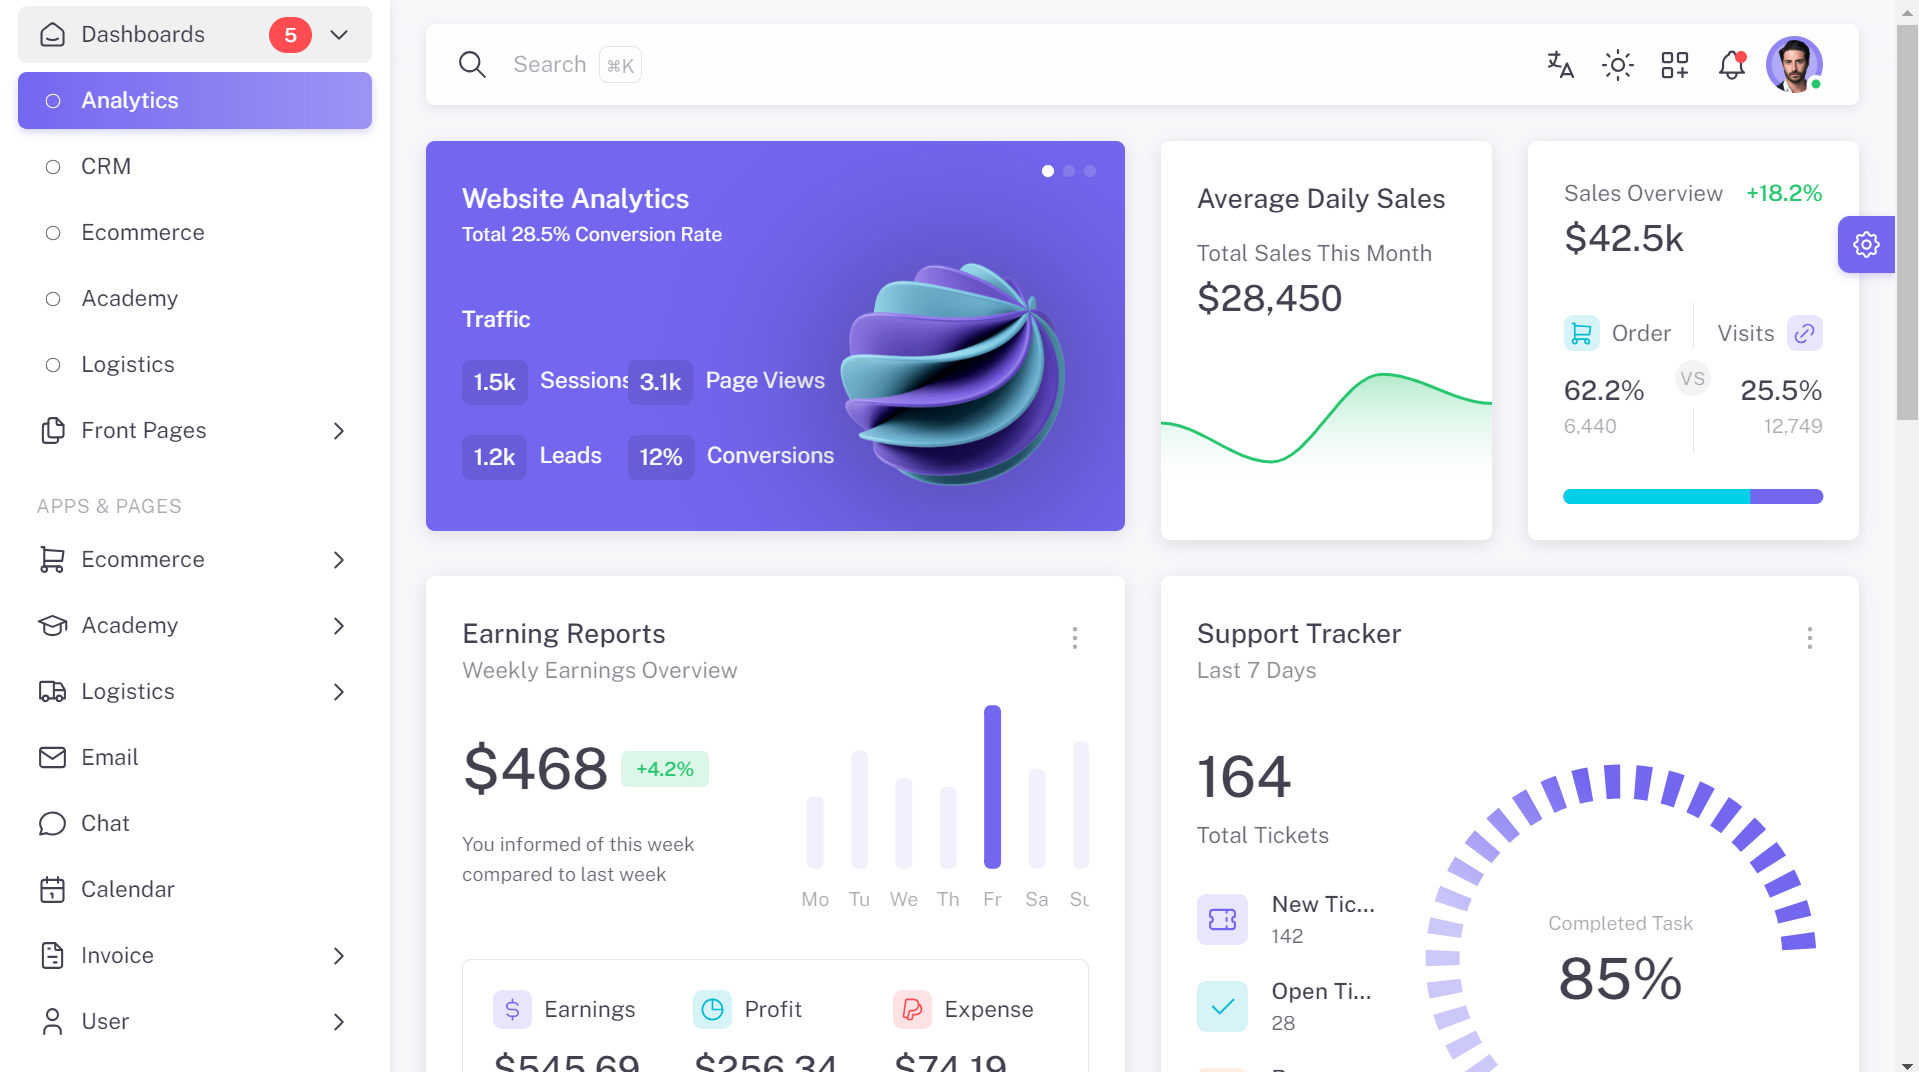 Dashboards
5
Analytics
CRM
Ecommerce
Academy
Logistics
Front Pages
APPS & PAGES
Ecommerce
Academy
Logistics
Email
Chat
Calendar
Invoice
User
Search ⌘K
Website Analytics
Total 28.5% Conversion Rate
Traffic
1.5k Sessions 3.1k Page Views
1.2k Leads 12% Conversions
Average Daily Sales
Total Sales This Month
$28,450
Sales Overview +18.2%
$42.5k
Order Visits
VS
62.2% 25.5%
6,440 12,749
Earning Reports
Weekly Earnings Overview
$468 +4.2%
You informed of this week
compared to last week
Mo Tu We Th Fr Sa Su
Earnings Profit Expense
$545.69 $256.34 $74.19
Support Tracker
Last 7 Days
164
Total Tickets
New Tic...
142
Open Ti...
28
Completed Task
85%